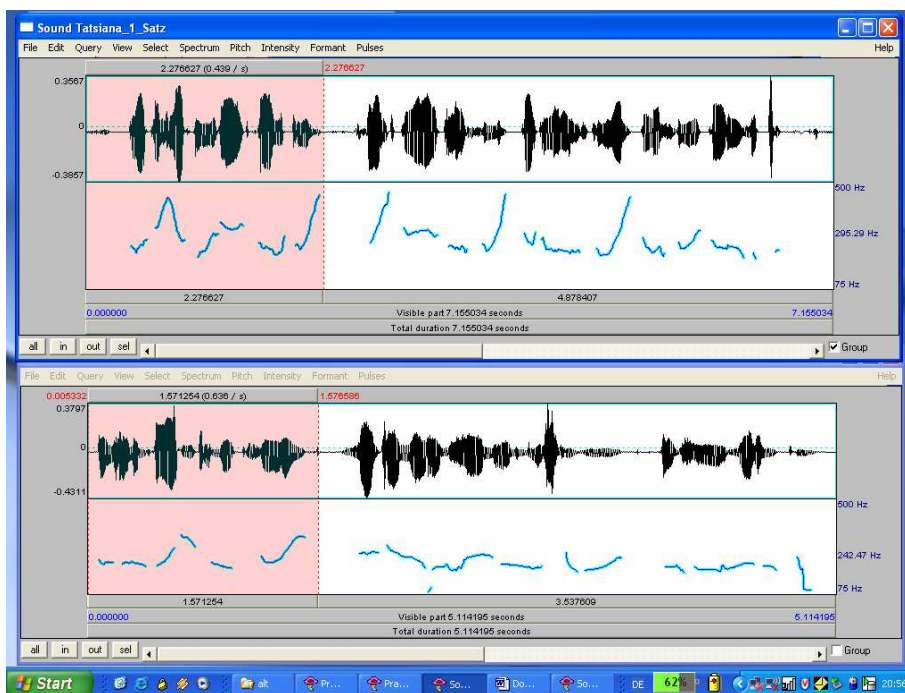 Sound Tatsiana_1_Satz
File Edit Query View Select Spectrum Pitch Intensity Formant Pulses Help
2.276627 (0.439 / s) 2.276627
0.3567
0
-0.3857
500 Hz
295.29 Hz
75 Hz
2.276627 4.878407
0.000000 Visible part 7.155034 seconds 7.155034
Total duration 7.155034 seconds
all in out sel Group
File Edit Query View Select Spectrum Pitch Intensity Formant Pulses Help
0.005332 1.571254 (0.636 / s) 1.576586
0.3797
0
-0.4311
500 Hz
242.47 Hz
75 Hz
1.571254 3.537609
0.000000 Visible part 5.114195 seconds 5.114195
Total duration 5.114195 seconds
all in out sel Group
Start alt Pr... Pra... So... Do... So... DE 62% 20:56